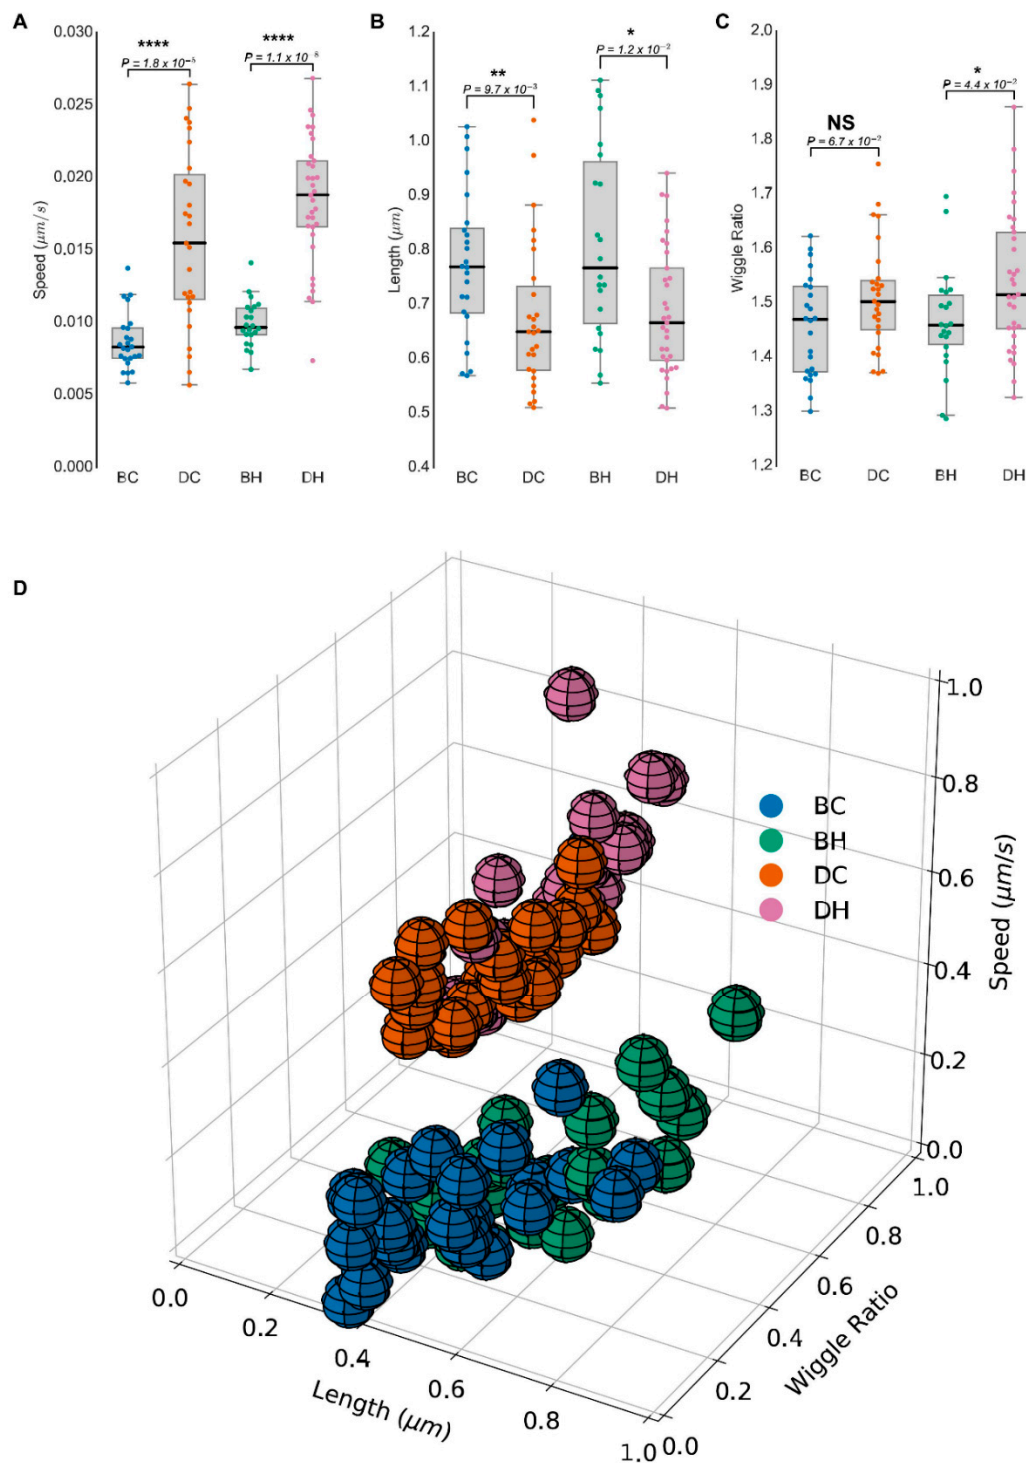 A
0.030
0.025
0.020
0.015
0.010
0.005
0.000
Speed (μm/s)
****
P = 1.8 x 10⁻⁵
****
P = 1.1 x 10⁻⁸
BC DC BH DH
B
1.2
1.1
1.0
0.9
0.8
0.7
0.6
0.5
0.4
Length (μm)
**
P = 9.7 x 10⁻³
*
P = 1.2 x 10⁻²
BC DC BH DH
C
2.0
1.9
1.8
1.7
1.6
1.5
1.4
1.3
1.2
Wiggle Ratio
NS
P = 6.7 x 10⁻²
*
P = 4.4 x 10⁻²
BC DC BH DH
D
BC
BH
DC
DH
1.0
0.8
0.6
0.4
0.2
0.0
Speed (μm/s)
0.0
0.2
0.4
0.6
0.8
1.0
Length (μm)
0.0
0.2
0.4
0.6
0.8
1.0
Wiggle Ratio